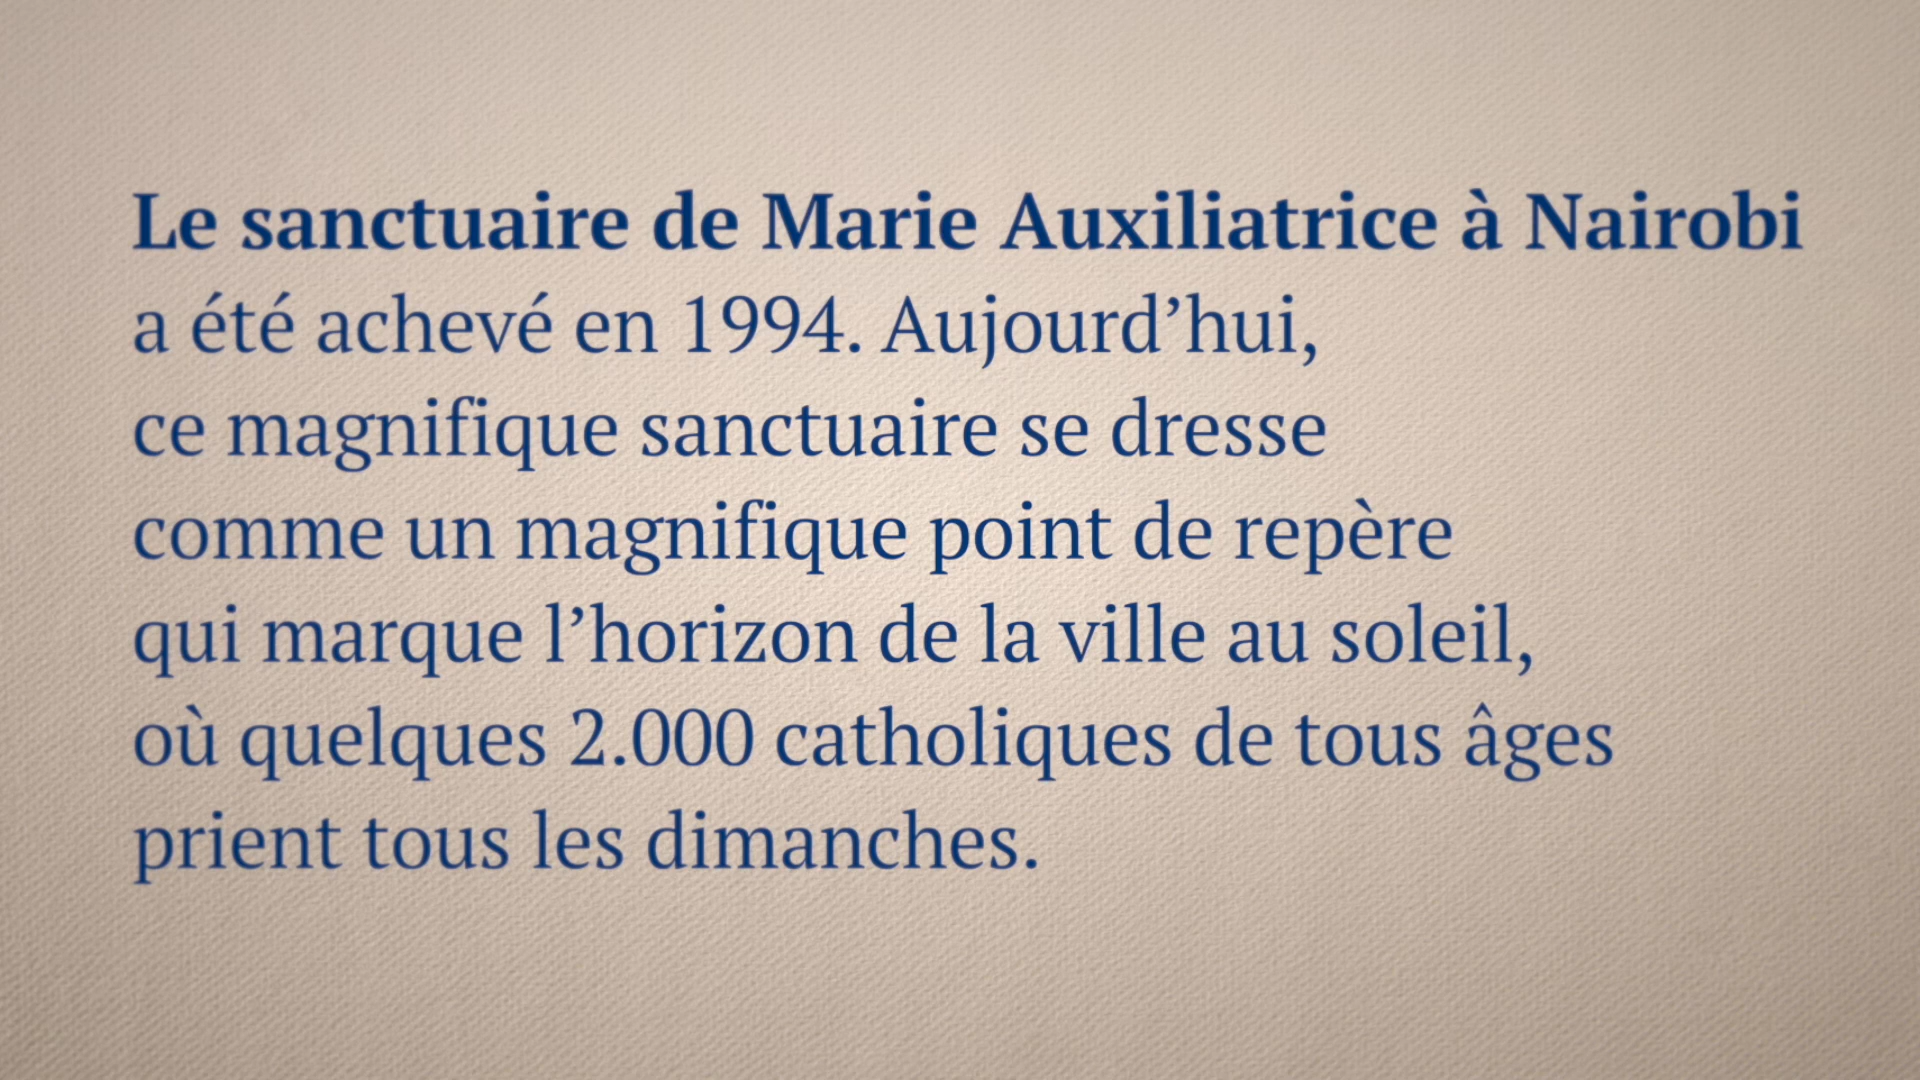 Le sanctuaire de Marie Auxiliatrice à Nairobi
a été achevé en 1994. Aujourd’hui,
ce magnifique sanctuaire se dresse
comme un magnifique point de repère
qui marque l’horizon de la ville au soleil,
où quelques 2.000 catholiques de tous âges
prient tous les dimanches.